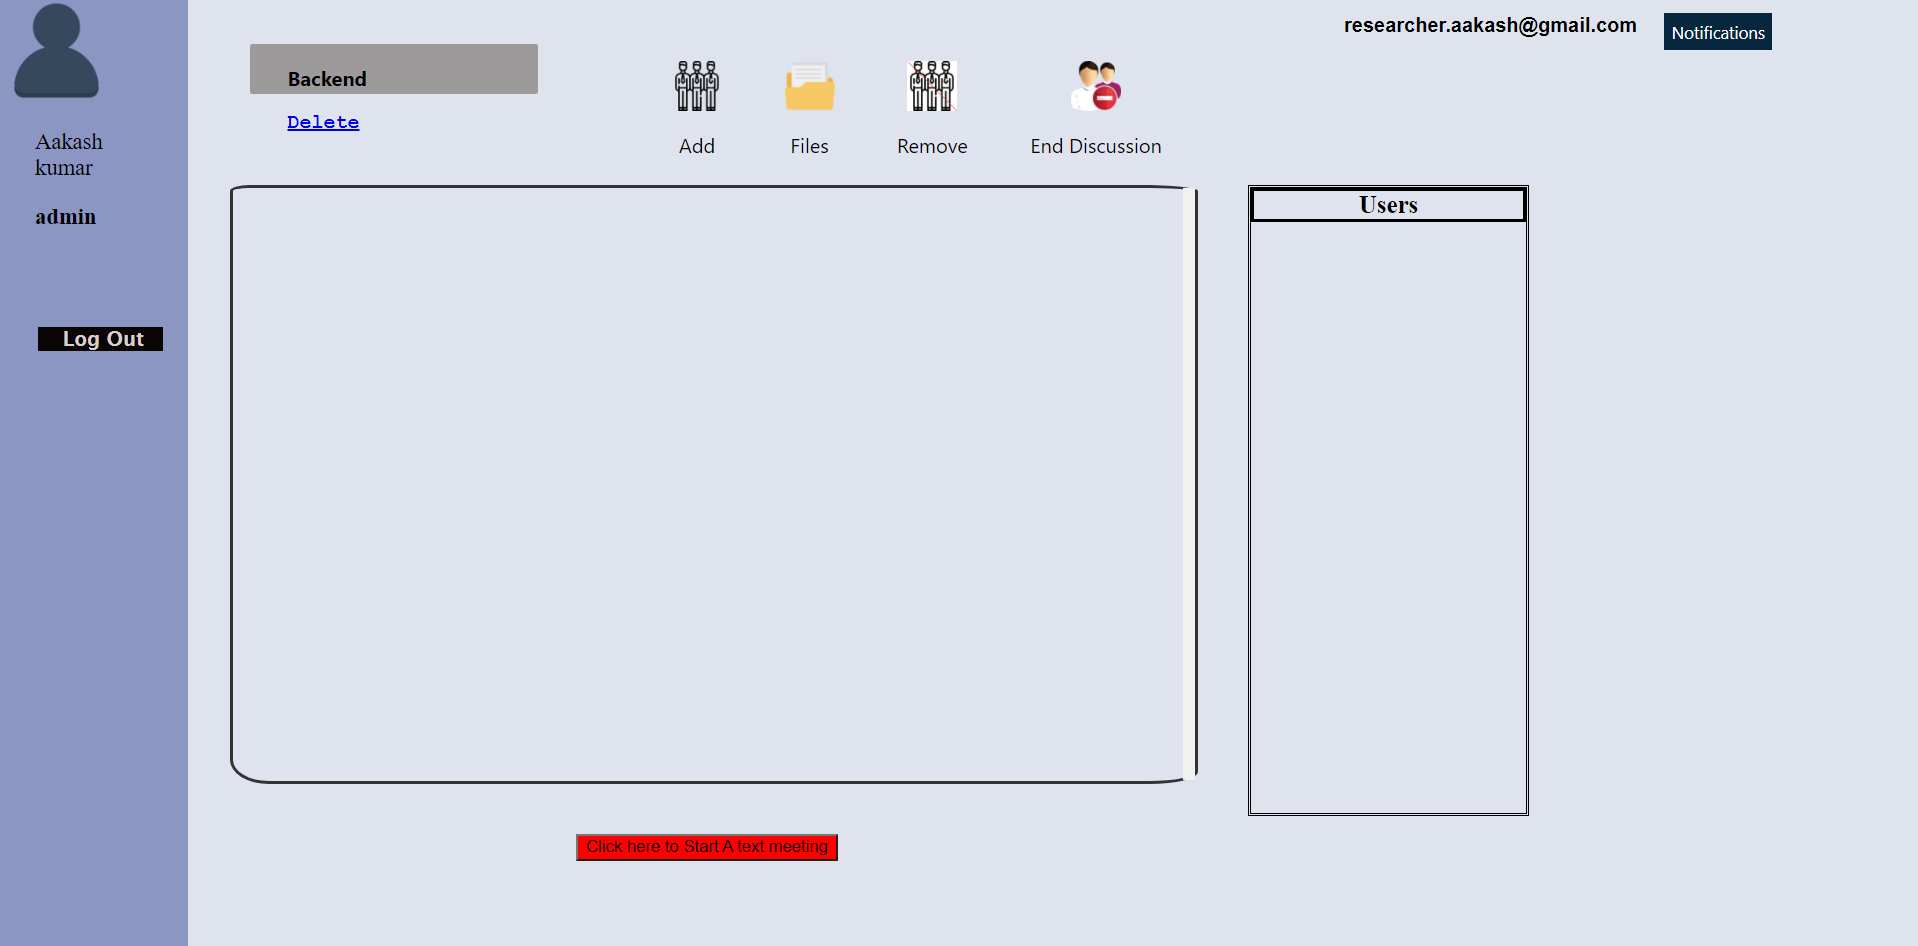 researcher.aakash@gmail.com
Notifications
Aakash
kumar
admin
Log Out
Backend
Delete
Add
Files
Remove
End Discussion
Users
Click here to Start A text meeting